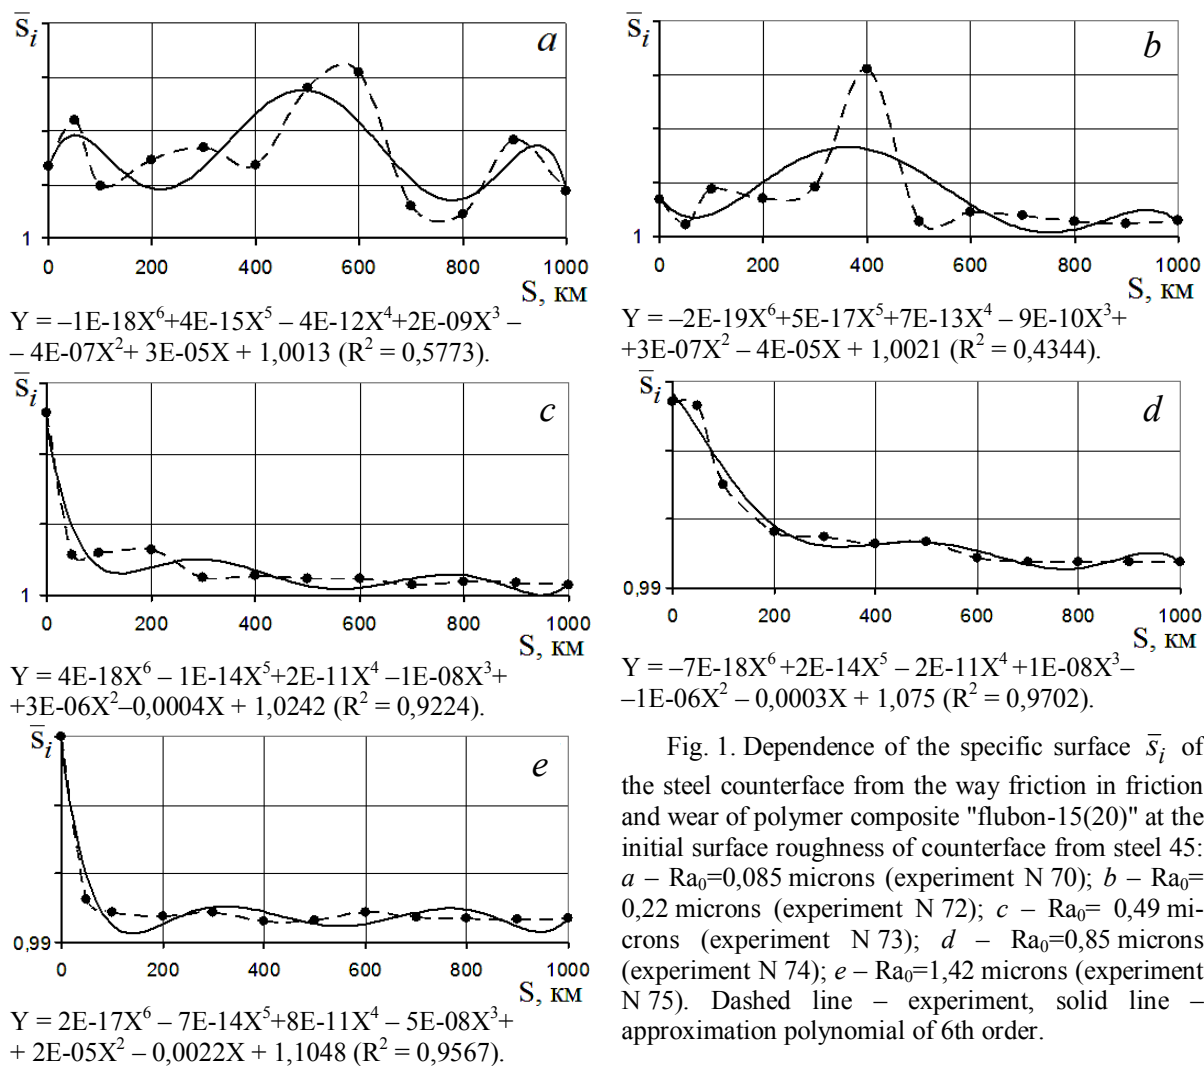 s̅i
a
1
0 200 400 600 800 1000
S, км
Y = –1E-18X⁶+4E-15X⁵ – 4E-12X⁴+2E-09X³ –
– 4E-07X²+ 3E-05X + 1,0013 (R² = 0,5773).
s̅i
b
1
0 200 400 600 800 1000
S, км
Y = –2E-19X⁶+5E-17X⁵+7E-13X⁴ – 9E-10X³+
+3E-07X² – 4E-05X + 1,0021 (R² = 0,4344).
s̅i
c
1
0 200 400 600 800 1000
S, км
Y = 4E-18X⁶ – 1E-14X⁵+2E-11X⁴ –1E-08X³+
+3E-06X²–0,0004X + 1,0242 (R² = 0,9224).
s̅i
d
0,99
0 200 400 600 800 1000
S, км
Y = –7E-18X⁶ +2E-14X⁵ – 2E-11X⁴ +1E-08X³–
–1E-06X² – 0,0003X + 1,075 (R² = 0,9702).
s̅i
e
0,99
0 200 400 600 800 1000
S, км
Y = 2E-17X⁶ – 7E-14X⁵+8E-11X⁴ – 5E-08X³+
+ 2E-05X² – 0,0022X + 1,1048 (R² = 0,9567).
Fig. 1. Dependence of the specific surface s̅i of
the steel counterface from the way friction in friction
and wear of polymer composite "flubon-15(20)" at the
initial surface roughness of counterface from steel 45:
a – Ra₀=0,085 microns (experiment N 70); b – Ra₀=
0,22 microns (experiment N 72); c – Ra₀= 0,49 mi-
crons (experiment N 73); d – Ra₀=0,85 microns
(experiment N 74); e – Ra₀=1,42 microns (experiment
N 75). Dashed line – experiment, solid line –
approximation polynomial of 6th order.